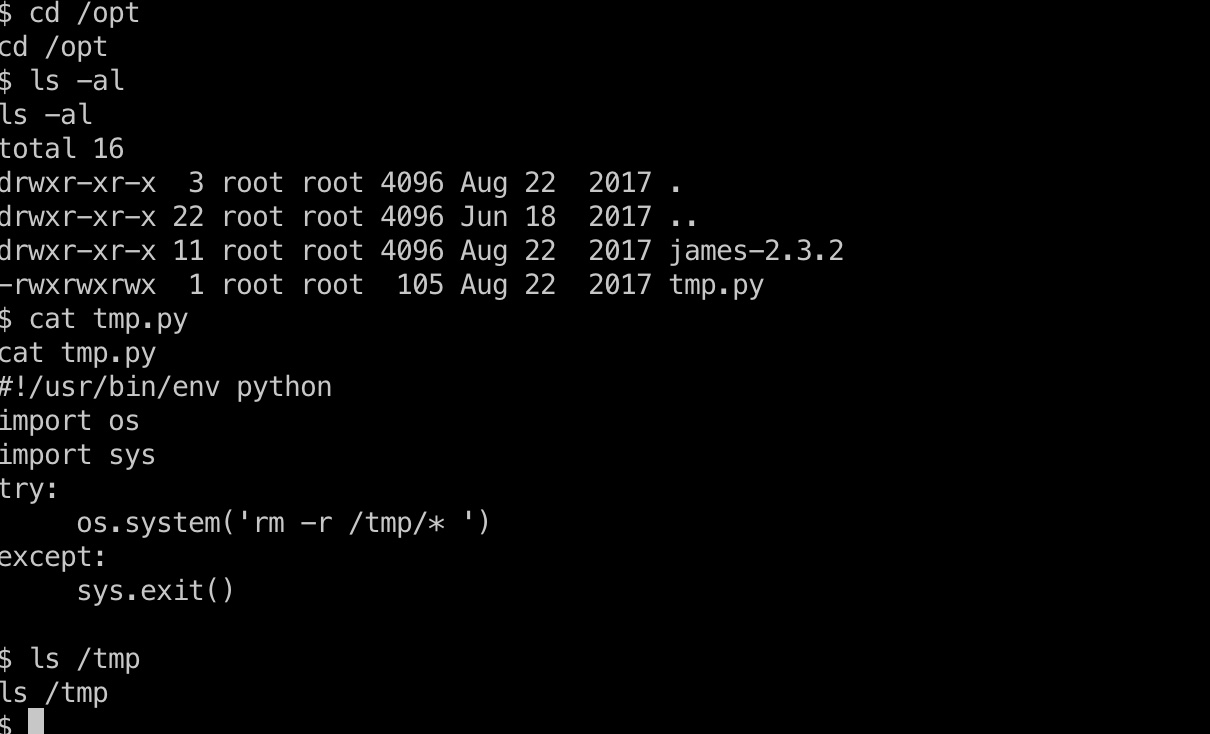 $ cd /opt
cd /opt
$ ls -al
ls -al
total 16
drwxr-xr-x  3 root root 4096 Aug 22  2017 .
drwxr-xr-x 22 root root 4096 Jun 18  2017 ..
drwxr-xr-x 11 root root 4096 Aug 22  2017 james-2.3.2
-rwxrwxrwx  1 root root  105 Aug 22  2017 tmp.py
$ cat tmp.py
cat tmp.py
#!/usr/bin/env python
import os
import sys
try:
     os.system('rm -r /tmp/* ')
except:
     sys.exit()

$ ls /tmp
ls /tmp
$